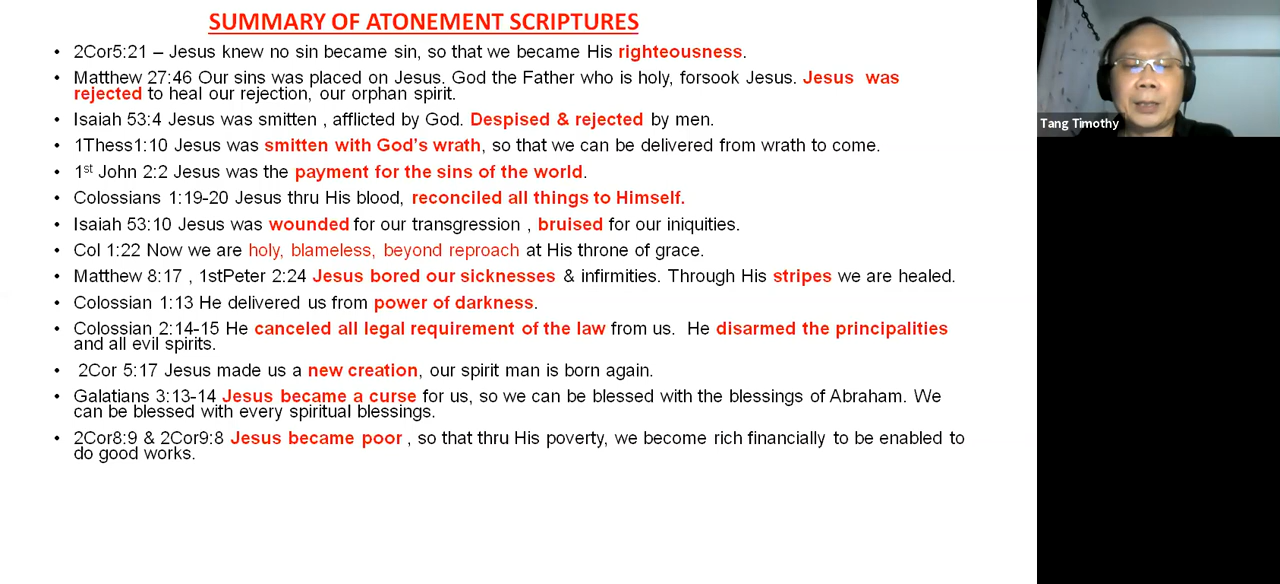 SUMMARY OF ATONEMENT SCRIPTURES
• 2Cor5:21 – Jesus knew no sin became sin, so that we became His righteousness.
• Matthew 27:46 Our sins was placed on Jesus. God the Father who is holy, forsook Jesus. Jesus was
rejected to heal our rejection, our orphan spirit.
• Isaiah 53:4 Jesus was smitten , afflicted by God. Despised & rejected by men.
• 1Thess1:10 Jesus was smitten with God's wrath, so that we can be delivered from wrath to come.
• 1st John 2:2 Jesus was the payment for the sins of the world.
• Colossians 1:19-20 Jesus thru His blood, reconciled all things to Himself.
• Isaiah 53:10 Jesus was wounded for our transgression , bruised for our iniquities.
• Col 1:22 Now we are holy, blameless, beyond reproach at His throne of grace.
• Matthew 8:17 , 1stPeter 2:24 Jesus bored our sicknesses & infirmities. Through His stripes we are healed.
• Colossian 1:13 He delivered us from power of darkness.
• Colossian 2:14-15 He canceled all legal requirement of the law from us. He disarmed the principalities
and all evil spirits.
• 2Cor 5:17 Jesus made us a new creation, our spirit man is born again.
• Galatians 3:13-14 Jesus became a curse for us, so we can be blessed with the blessings of Abraham. We
can be blessed with every spiritual blessings.
• 2Cor8:9 & 2Cor9:8 Jesus became poor , so that thru His poverty, we become rich financially to be enabled to
do good works.
Tang Timothy